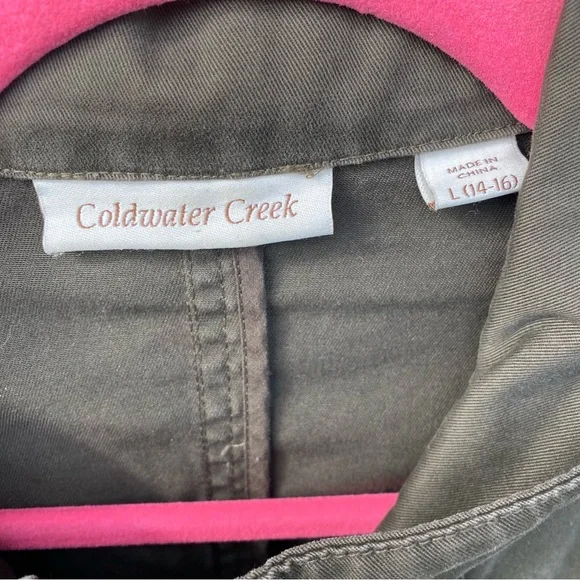 Coldwater Creek
MADE IN
CHINA
L (14-16)